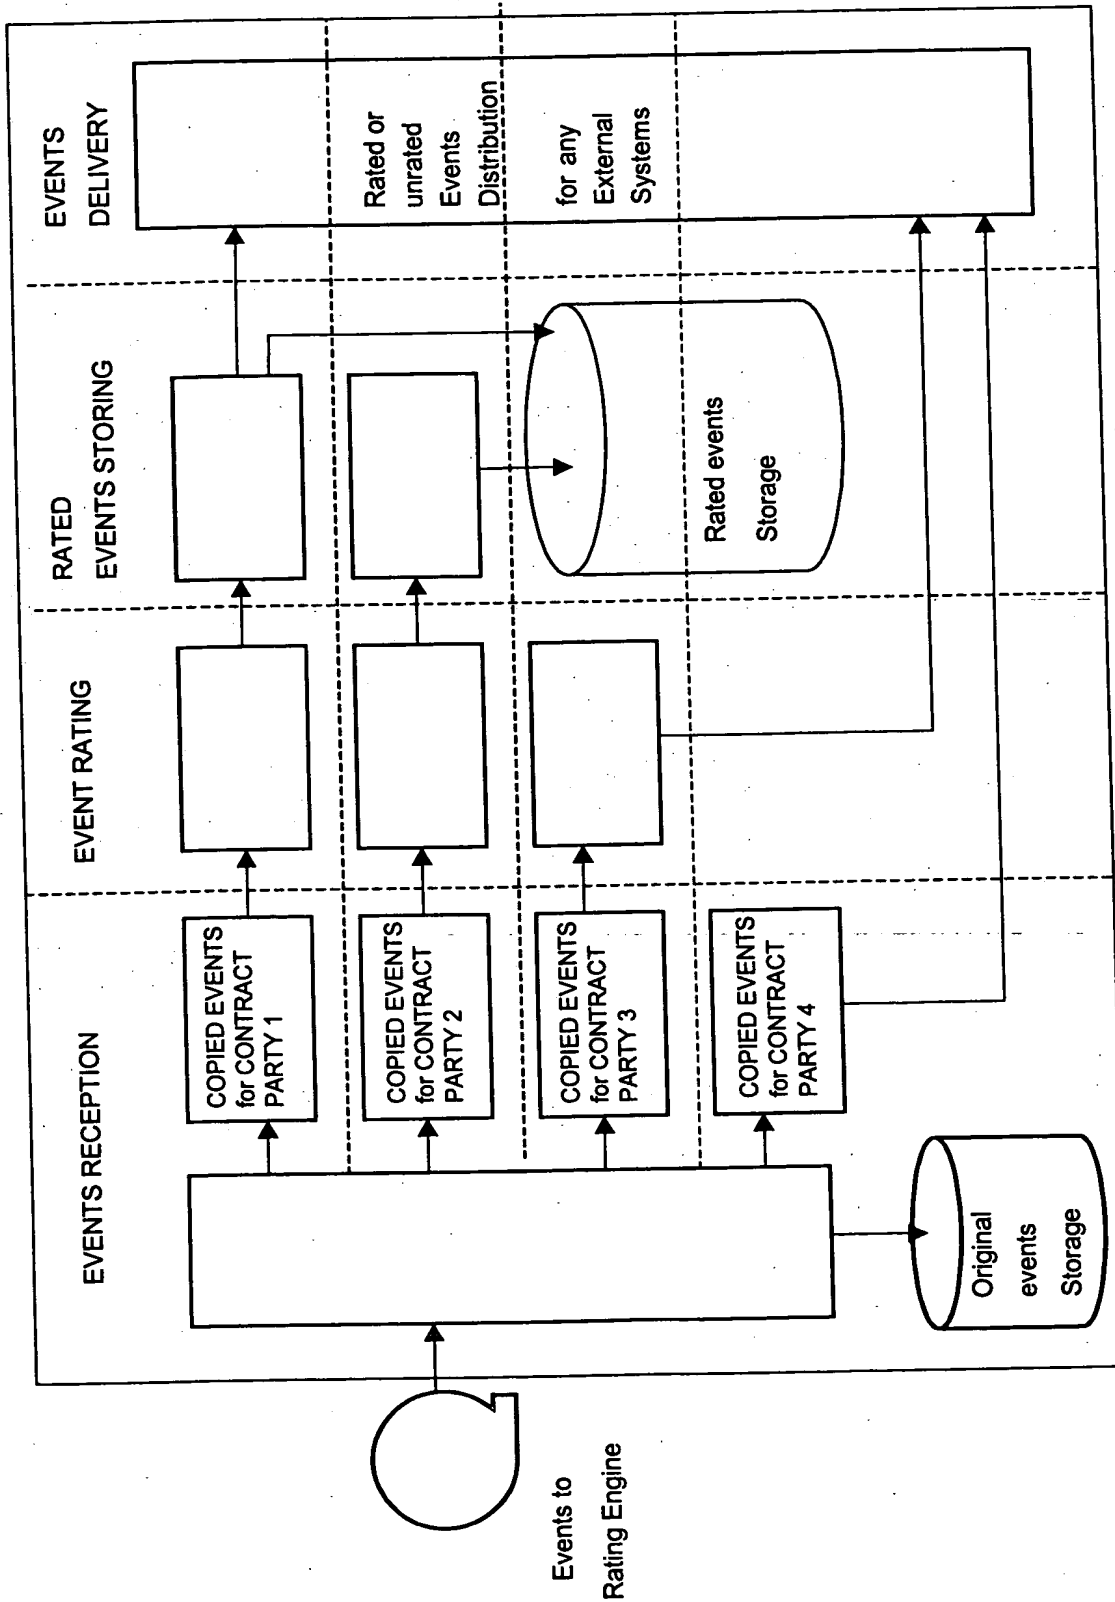 EVENTS RECEPTION
EVENT RATING
RATED
EVENTS STORING
EVENTS
DELIVERY
COPIED EVENTS
for CONTRACT
PARTY 1
COPIED EVENTS
for CONTRACT
PARTY 2
COPIED EVENTS
for CONTRACT
PARTY 3
COPIED EVENTS
for CONTRACT
PARTY 4
Rated or
unrated
Events
Distribution
for any
External
Systems
Rated events
Storage
Original
events
Storage
Events to
Rating Engine